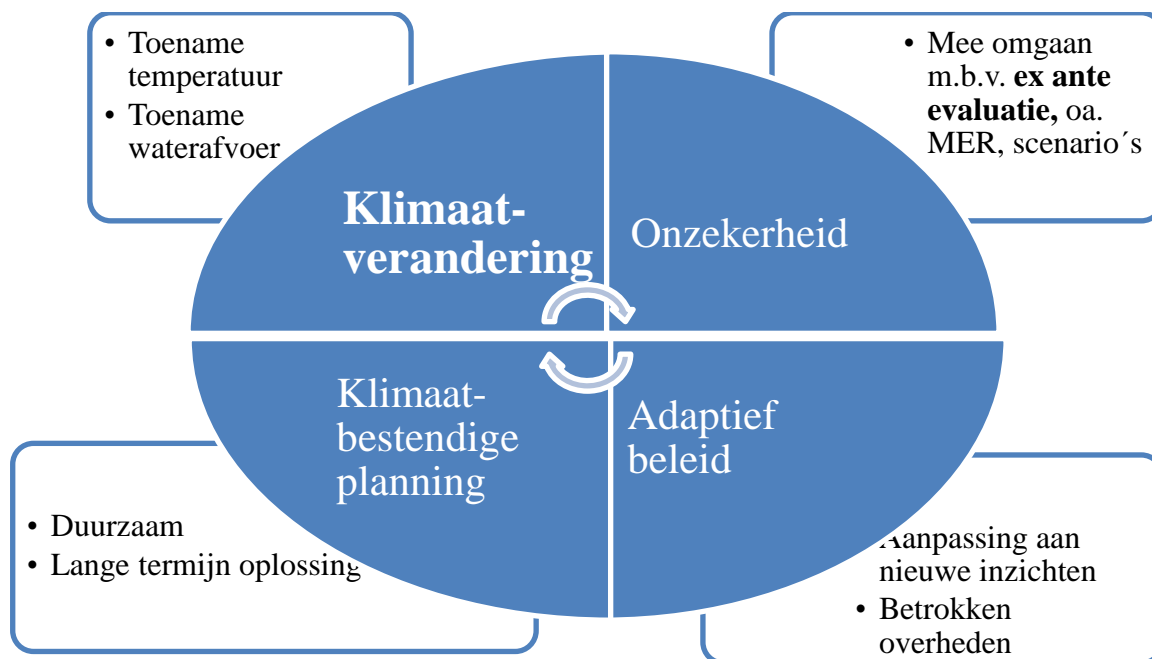 • Toename
temperatuur
• Toename
waterafvoer
• Mee omgaan
m.b.v. ex ante
evaluatie, oa.
MER, scenario´s
Klimaat-
verandering
Onzekerheid
Klimaat-
bestendige
planning
Adaptief
beleid
• Duurzaam
• Lange termijn oplossing
Aanpassing aan
nieuwe inzichten
• Betrokken
overheden